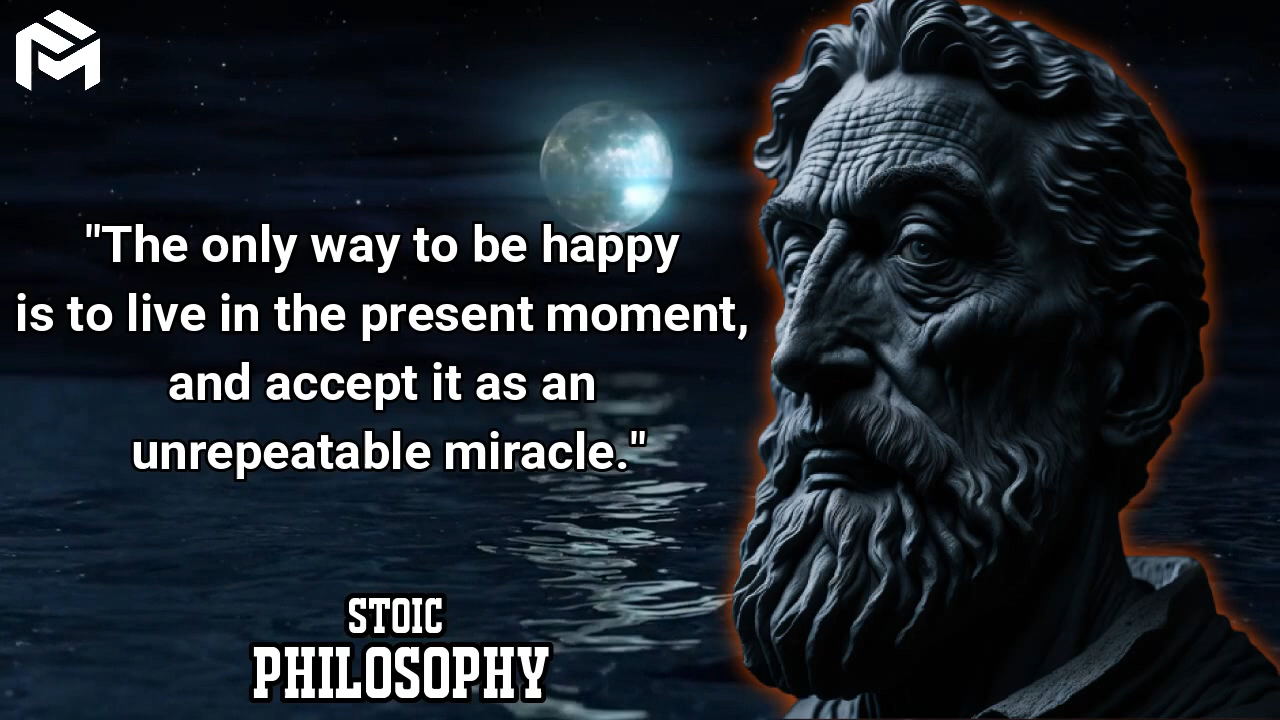 "The only way to be happy
is to live in the present moment,
and accept it as an
unrepeatable miracle."
STOIC
PHILOSOPHY